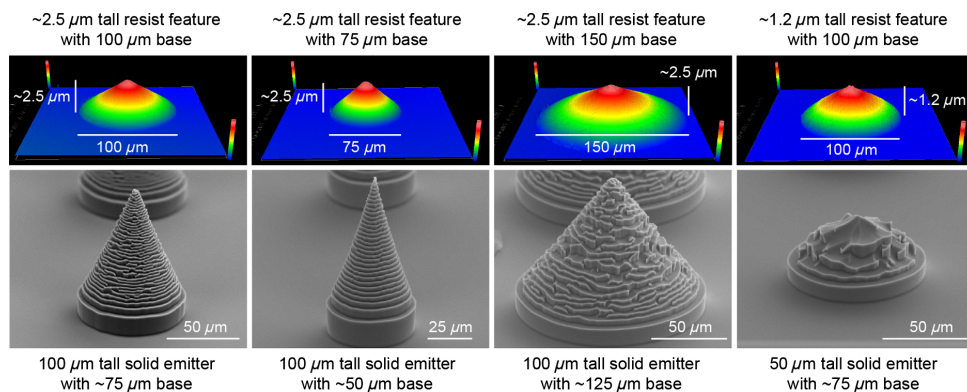 ~2.5 µm tall resist feature
with 100 µm base
~2.5 µm tall resist feature
with 75 µm base
~2.5 µm tall resist feature
with 150 µm base
~1.2 µm tall resist feature
with 100 µm base
~2.5 µm
100 µm
~2.5 µm
75 µm
~2.5 µm
150 µm
~1.2 µm
100 µm
50 µm
25 µm
50 µm
50 µm
100 µm tall solid emitter
with ~75 µm base
100 µm tall solid emitter
with ~50 µm base
100 µm tall solid emitter
with ~125 µm base
50 µm tall solid emitter
with ~75 µm base